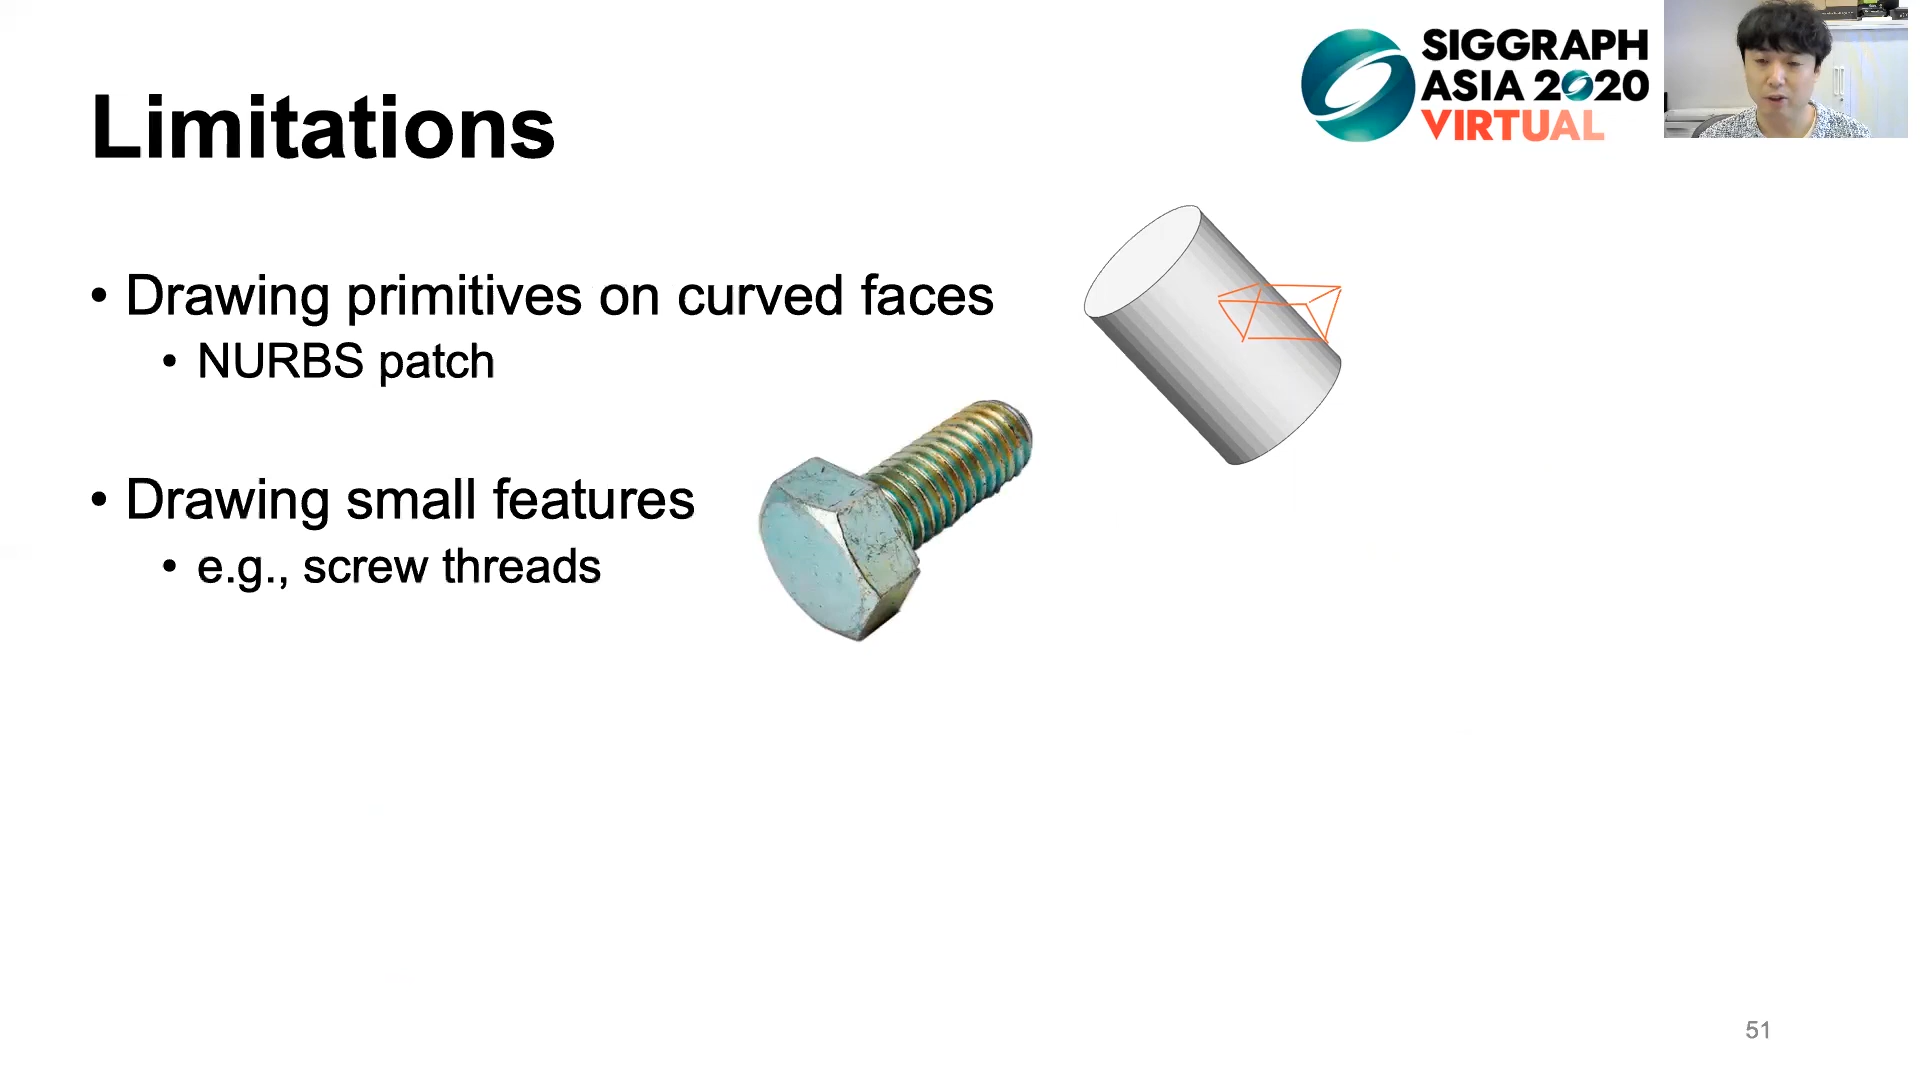 SIGGRAPH
ASIA 2020
VIRTUAL
Limitations
• Drawing primitives on curved faces
• NURBS patch
• Drawing small features
• e.g., screw threads
51